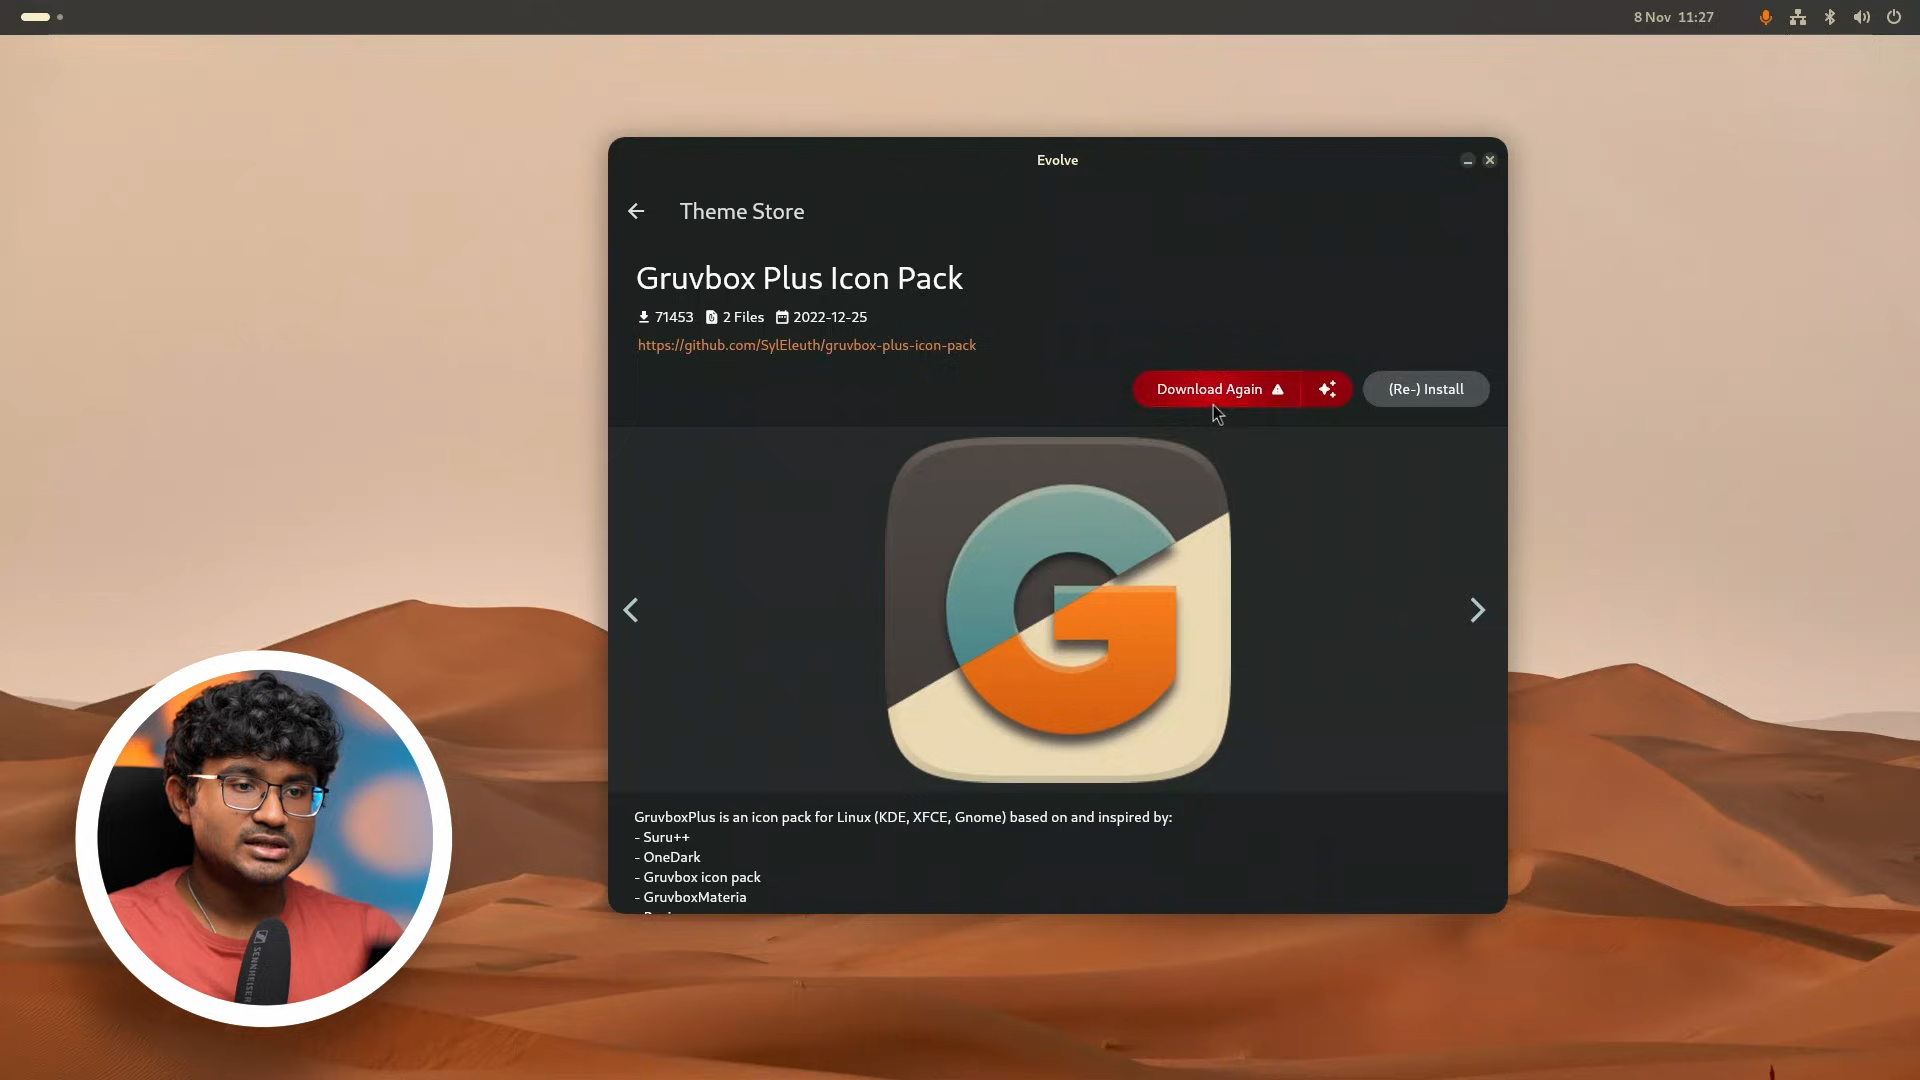 8 Nov 11:27
Evolve
Theme Store
Gruvbox Plus Icon Pack
71453 2 Files 2022-12-25
https://github.com/SylEleuth/gruvbox-plus-icon-pack
Download Again (Re-) Install
G
GruvboxPlus is an icon pack for Linux (KDE, XFCE, Gnome) based on and inspired by:
- Suru++
- OneDark
- Gruvbox icon pack
- GruvboxMateria
SENNHEISER